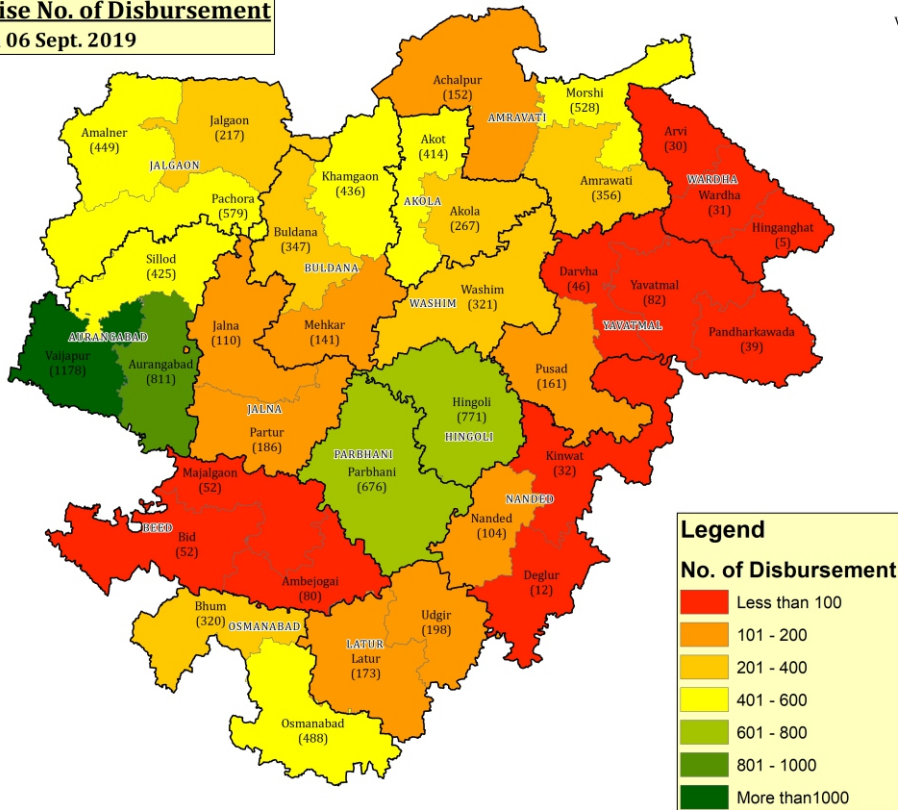 ise No. of Disbursement
06 Sept. 2019
Achalpur
(152)
AMRAVATI
Morshi
(528)
Amalner
(449)
Jalgaon
(217)
JALGAON
Akot
(414)
Arvi
(30)
Khamgaon
(436)
Pachora
(579)
AKOLA
Akola
(267)
Amrawati
(356)
WARDHA
Wardha
(31)
Hinganghat
(5)
Buldana
(347)
BULDANA
Sillod
(425)
Darvha
(46)
Yavatmal
(82)
Washim
(321)
WASHIM
AURANGABAD
Vaijapur
(1178)
Aurangabad
(811)
Jalna
(110)
Mehkar
(141)
YAVATMAL
Pandharkawada
(39)
Pusad
(161)
JALNA
Partur
(186)
Hingoli
(771)
HINGOLI
PARBHANI
Parbhani
(676)
Kinwat
(32)
Majalgaon
(52)
NANDED
Nanded
(104)
BEED
Bid
(52)
Ambejogai
(80)
Deglur
(12)
Bhum
(320)
OSMANABAD
Udgir
(198)
LATUR
Latur
(173)
Osmanabad
(488)
Legend
No. of Disbursement
Less than 100
101 - 200
201 - 400
401 - 600
601 - 800
801 - 1000
More than1000